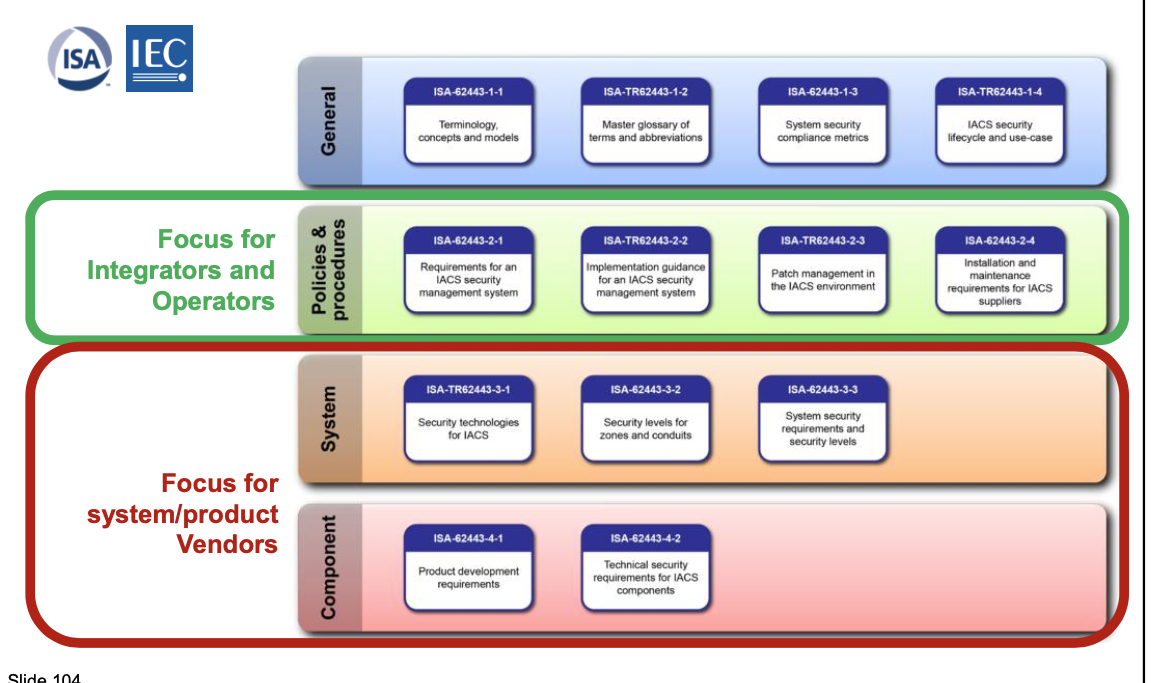 ISA
IEC
General
ISA-62443-1-1
Terminology,
concepts and models
ISA-TR62443-1-2
Master glossary of
terms and abbreviations
ISA-62443-1-3
System security
compliance metrics
ISA-TR62443-1-4
IACS security
lifecycle and use-case
Focus for
Integrators and
Operators
Policies &
procedures
ISA-62443-2-1
Requirements for an
IACS security
management system
ISA-TR62443-2-2
Implementation guidance
for an IACS security
management system
ISA-TR62443-2-3
Patch management in
the IACS environment
ISA-62443-2-4
Installation and
maintenance
requirements for IACS
suppliers
Focus for
system/product
Vendors
System
ISA-TR62443-3-1
Security technologies
for IACS
ISA-62443-3-2
Security levels for
zones and conduits
ISA-62443-3-3
System security
requirements and
security levels
Component
ISA-62443-4-1
Product development
requirements
ISA-62443-4-2
Technical security
requirements for IACS
components
Slide 104